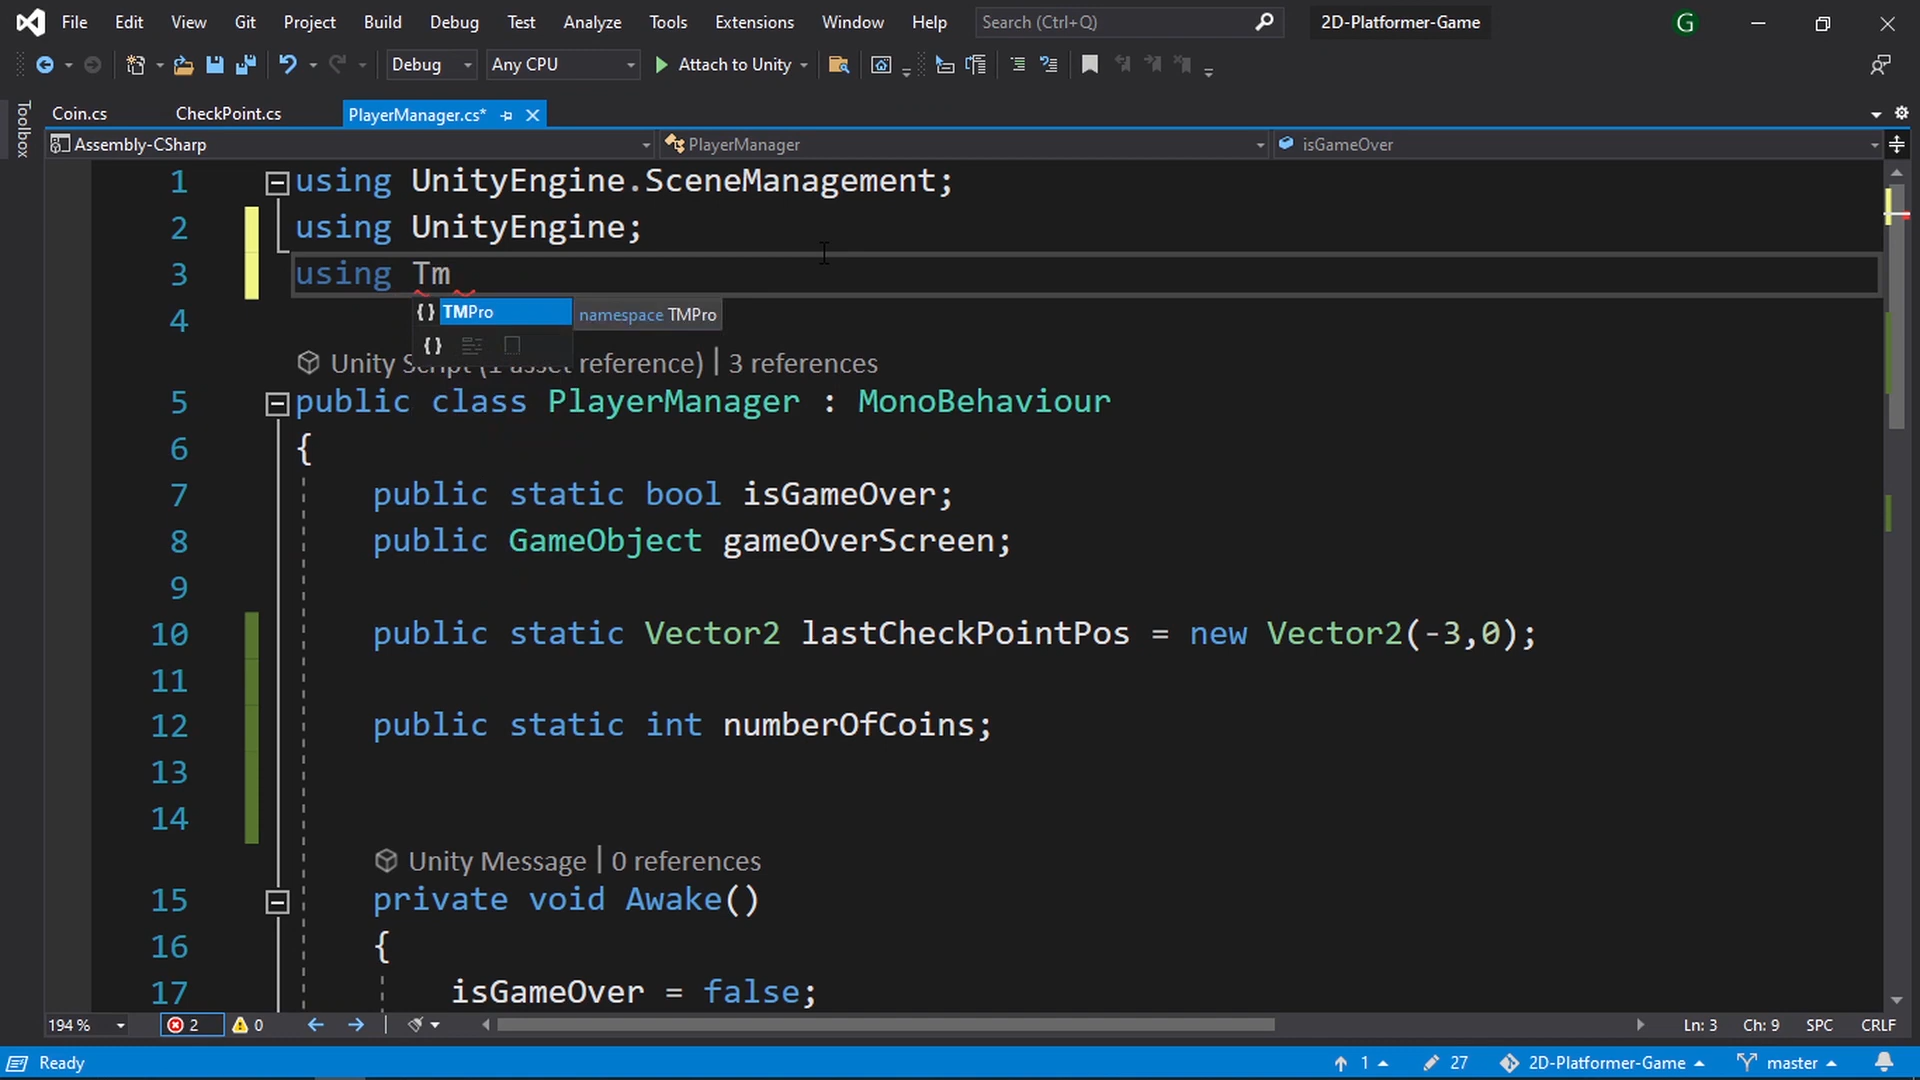 File Edit View Git Project Build Debug Test Analyze Tools Extensions Window Help Search (Ctrl+Q) 2D-Platformer-Game G
Debug Any CPU Attach to Unity
Toolbox
Coin.cs CheckPoint.cs PlayerManager.cs*
Assembly-CSharp PlayerManager isGameOver
1 using UnityEngine.SceneManagement;
2 using UnityEngine;
3 using Tm
{} TMPro namespace TMPro
4
{}
Unity Script (1 asset reference) | 3 references
5 public class PlayerManager : MonoBehaviour
6 {
7 public static bool isGameOver;
8 public GameObject gameOverScreen;
9
10 public static Vector2 lastCheckPointPos = new Vector2(-3,0);
11
12 public static int numberOfCoins;
13
14
Unity Message | 0 references
15 private void Awake()
16 {
17 isGameOver = false;
194 % 2 0 Ln: 3 Ch: 9 SPC CRLF
Ready 1 27 2D-Platformer-Game master